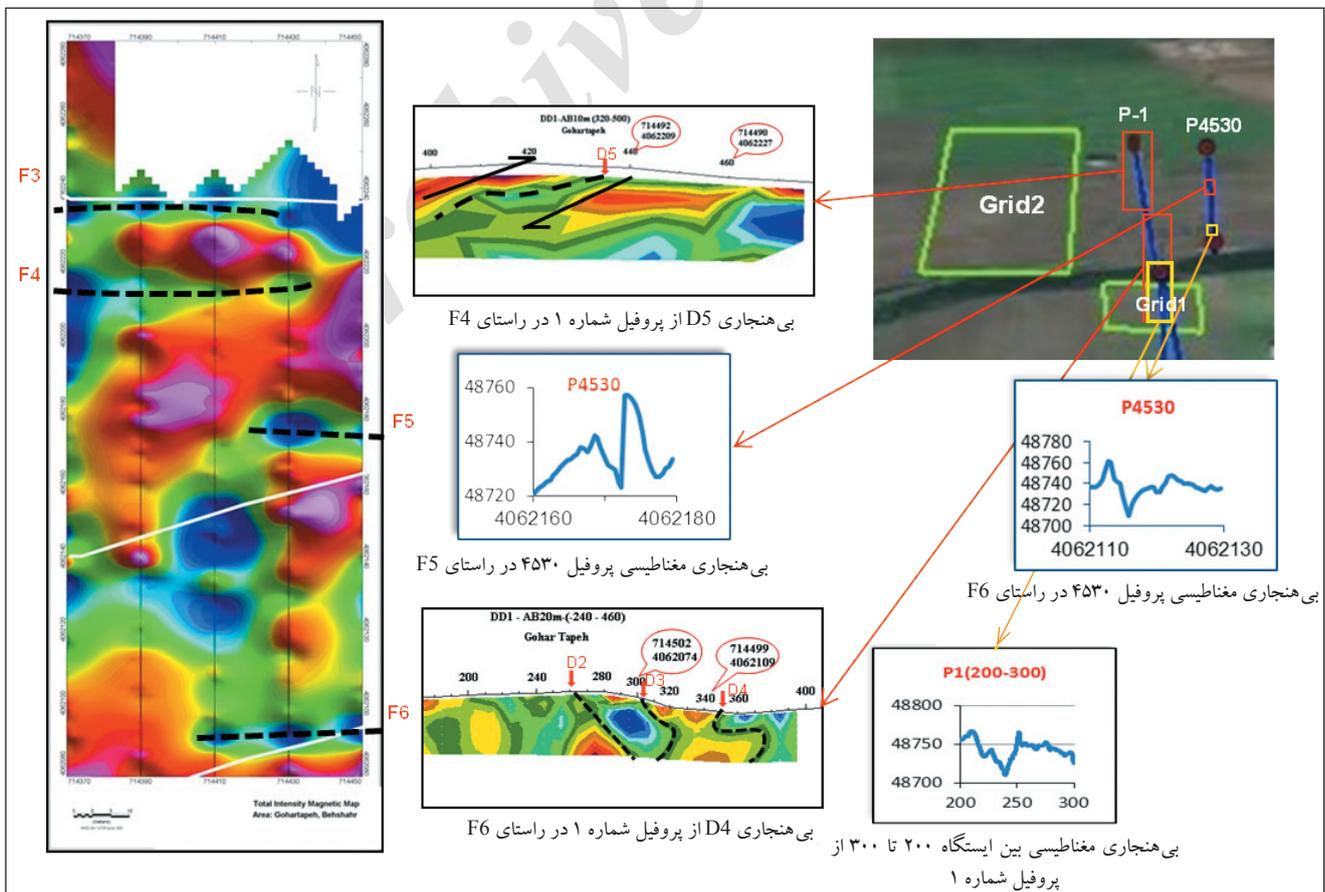 714370 714390 714410 714430 714450
F3
F4
F5
F6
714370 714390 714410 714430 714450
Total Intensity Magnetic Map
Area: Gohartapeh, Behshahr
DD1-AB10m (320-500)
Gohartapeh
714492
4062209
714490
4062227
400 420 D5 440 460
بی‌هنجاری D5 از پروفیل شماره ۱ در راستای F4
P4530
48760
48740
48720
4062160 4062180
بی‌هنجاری مغناطیسی پروفیل ۴۵۳۰ در راستای F5
DD1 - AB20m-(-240 - 460)
Gohar Tapeh
714502
4062074
714499
4062109
200 240 D2 280 300 D3 320 340 D4 360 400
بی‌هنجاری D4 از پروفیل شماره ۱ در راستای F6
P-1 P4530
Grid2
Grid1
P4530
48780
48760
48740
48720
48700
4062110 4062130
بی‌هنجاری مغناطیسی پروفیل ۴۵۳۰ در راستای F6
P1(200-300)
48800
48750
48700
200 250 300
بی‌هنجاری مغناطیسی بین ایستگاه ۲۰۰ تا ۳۰۰ از
پروفیل شماره ۱